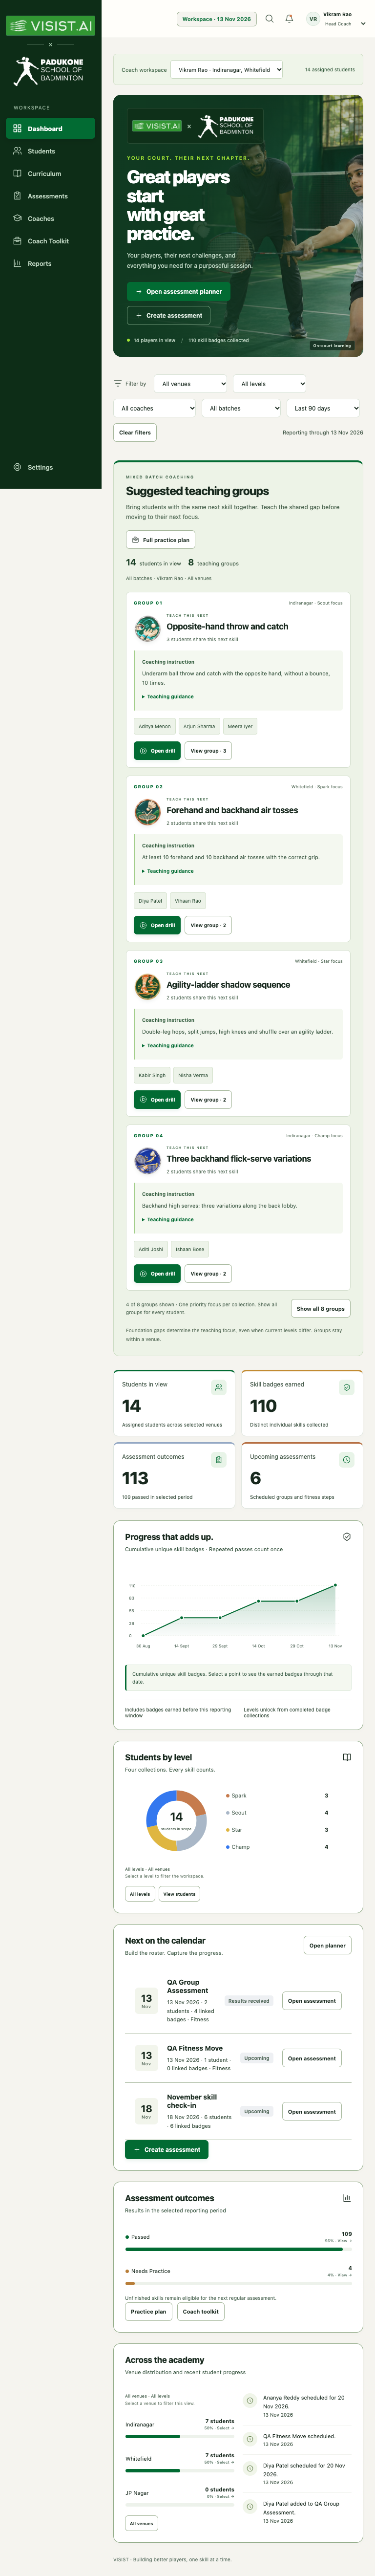 VISIST.AI
×
PADUKONE
SCHOOL OF
BADMINTON
WORKSPACE
Dashboard
Students
Curriculum
Assessments
Coaches
Coach Toolkit
Reports
Settings
Workspace · 13 Nov 2026
VR
Vikram Rao
Head Coach
Coach workspace
Vikram Rao · Indiranagar, Whitefield
14 assigned students
VISIST.AI × PADUKONE
SCHOOL OF
BADMINTON
YOUR COURT. THEIR NEXT CHAPTER.
Great players
start
with great
practice.
Your players, their next challenges, and
everything you need for a purposeful session.
→ Open assessment planner
+ Create assessment
14 players in view / 110 skill badges collected
On-court learning
Filter by
All venues
All levels
All coaches
All batches
Last 90 days
Clear filters
Reporting through 13 Nov 2026
MIXED BATCH COACHING
Suggested teaching groups
Bring students with the same next skill together. Teach the shared gap before
moving to their next focus.
Full practice plan
14 students in view 8 teaching groups
All batches · Vikram Rao · All venues
GROUP 01
Indiranagar · Scout focus
TEACH THIS NEXT
Opposite-hand throw and catch
3 students share this next skill
Coaching instruction
Underarm ball throw and catch with the opposite hand, without a bounce,
10 times.
▸ Teaching guidance
Aditya Menon
Arjun Sharma
Meera Iyer
Open drill
View group · 3
GROUP 02
Whitefield · Spark focus
TEACH THIS NEXT
Forehand and backhand air tosses
2 students share this next skill
Coaching instruction
At least 10 forehand and 10 backhand air tosses with the correct grip.
▸ Teaching guidance
Diya Patel
Vihaan Rao
Open drill
View group · 2
GROUP 03
Whitefield · Star focus
TEACH THIS NEXT
Agility-ladder shadow sequence
2 students share this next skill
Coaching instruction
Double-leg hops, split jumps, high knees and shuffle over an agility ladder.
▸ Teaching guidance
Kabir Singh
Nisha Verma
Open drill
View group · 2
GROUP 04
Indiranagar · Champ focus
TEACH THIS NEXT
Three backhand flick-serve variations
2 students share this next skill
Coaching instruction
Backhand high serves: three variations along the back lobby.
▸ Teaching guidance
Aditi Joshi
Ishaan Bose
Open drill
View group · 2
4 of 8 groups shown · One priority focus per collection. Show all
groups for every student.
Show all 8 groups
Foundation gaps determine the teaching focus, even when current levels differ. Groups stay
within a venue.
Students in view
14
Assigned students across selected venues
Skill badges earned
110
Distinct individual skills collected
Assessment outcomes
113
109 passed in selected period
Upcoming assessments
6
Scheduled groups and fitness steps
Progress that adds up.
Cumulative unique skill badges · Repeated passes count once
110
83
55
28
0
30 Aug
14 Sept
29 Sept
14 Oct
29 Oct
13 Nov
Cumulative unique skill badges. Select a point to see the earned badges through that
date.
Includes badges earned before this reporting
window
Levels unlock from completed badge
collections
Students by level
Four collections. Every skill counts.
14
students in scope
Spark 3
Scout 4
Star 3
Champ 4
All levels · All venues
Select a level to filter the workspace.
All levels
View students
Next on the calendar
Build the roster. Capture the progress.
Open planner
13
Nov
QA Group
Assessment
13 Nov 2026 · 2
students · 4 linked
badges · Fitness
Results received
Open assessment
13
Nov
QA Fitness Move
13 Nov 2026 · 1 student ·
0 linked badges · Fitness
Upcoming
Open assessment
18
Nov
November skill
check-in
18 Nov 2026 · 6 students
· 6 linked badges
Upcoming
Open assessment
+ Create assessment
Assessment outcomes
Results in the selected reporting period
Passed
109
96% · View →
Needs Practice
4
4% · View →
Unfinished skills remain eligible for the next regular assessment.
Practice plan
Coach toolkit
Across the academy
Venue distribution and recent student progress
All venues · All levels
Select a venue to filter this view.
Indiranagar
7 students
50% · Select →
Whitefield
7 students
50% · Select →
JP Nagar
0 students
0% · Select →
All venues
Ananya Reddy scheduled for 20
Nov 2026.
13 Nov 2026
QA Fitness Move scheduled.
13 Nov 2026
Diya Patel scheduled for 20 Nov
2026.
13 Nov 2026
Diya Patel added to QA Group
Assessment.
13 Nov 2026
VISIST · Building better players, one skill at a time.